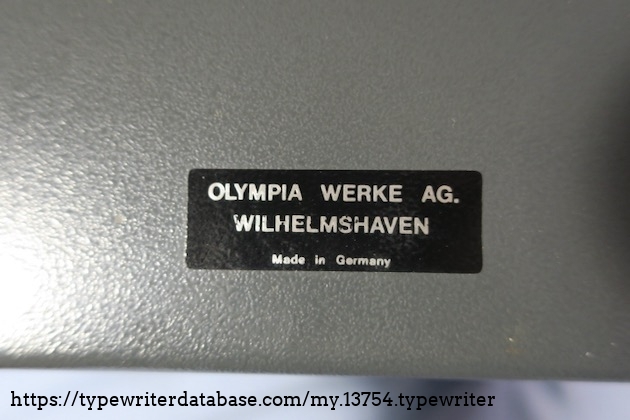 OLYMPIA WERKE AG.
WILHELMSHAVEN
Made in Germany
https://typewriterdatabase.com/my.13754.typewriter